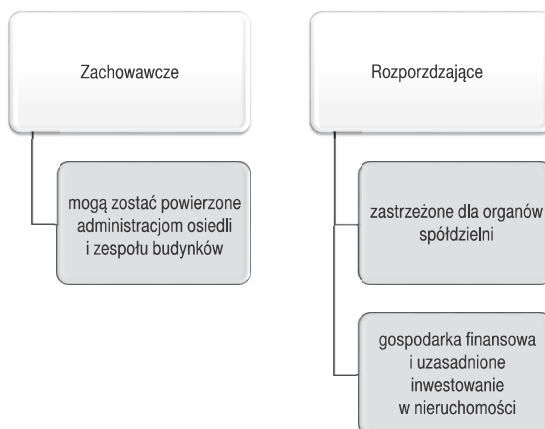 Zachowawcze
mogą zostać powierzone
administracjom osiedli
i zespołu budynków
Rozporzdzające
zastrzeżone dla organów
spółdzielni
gospodarka finansowa
i uzasadnione
inwestowanie
w nieruchomości